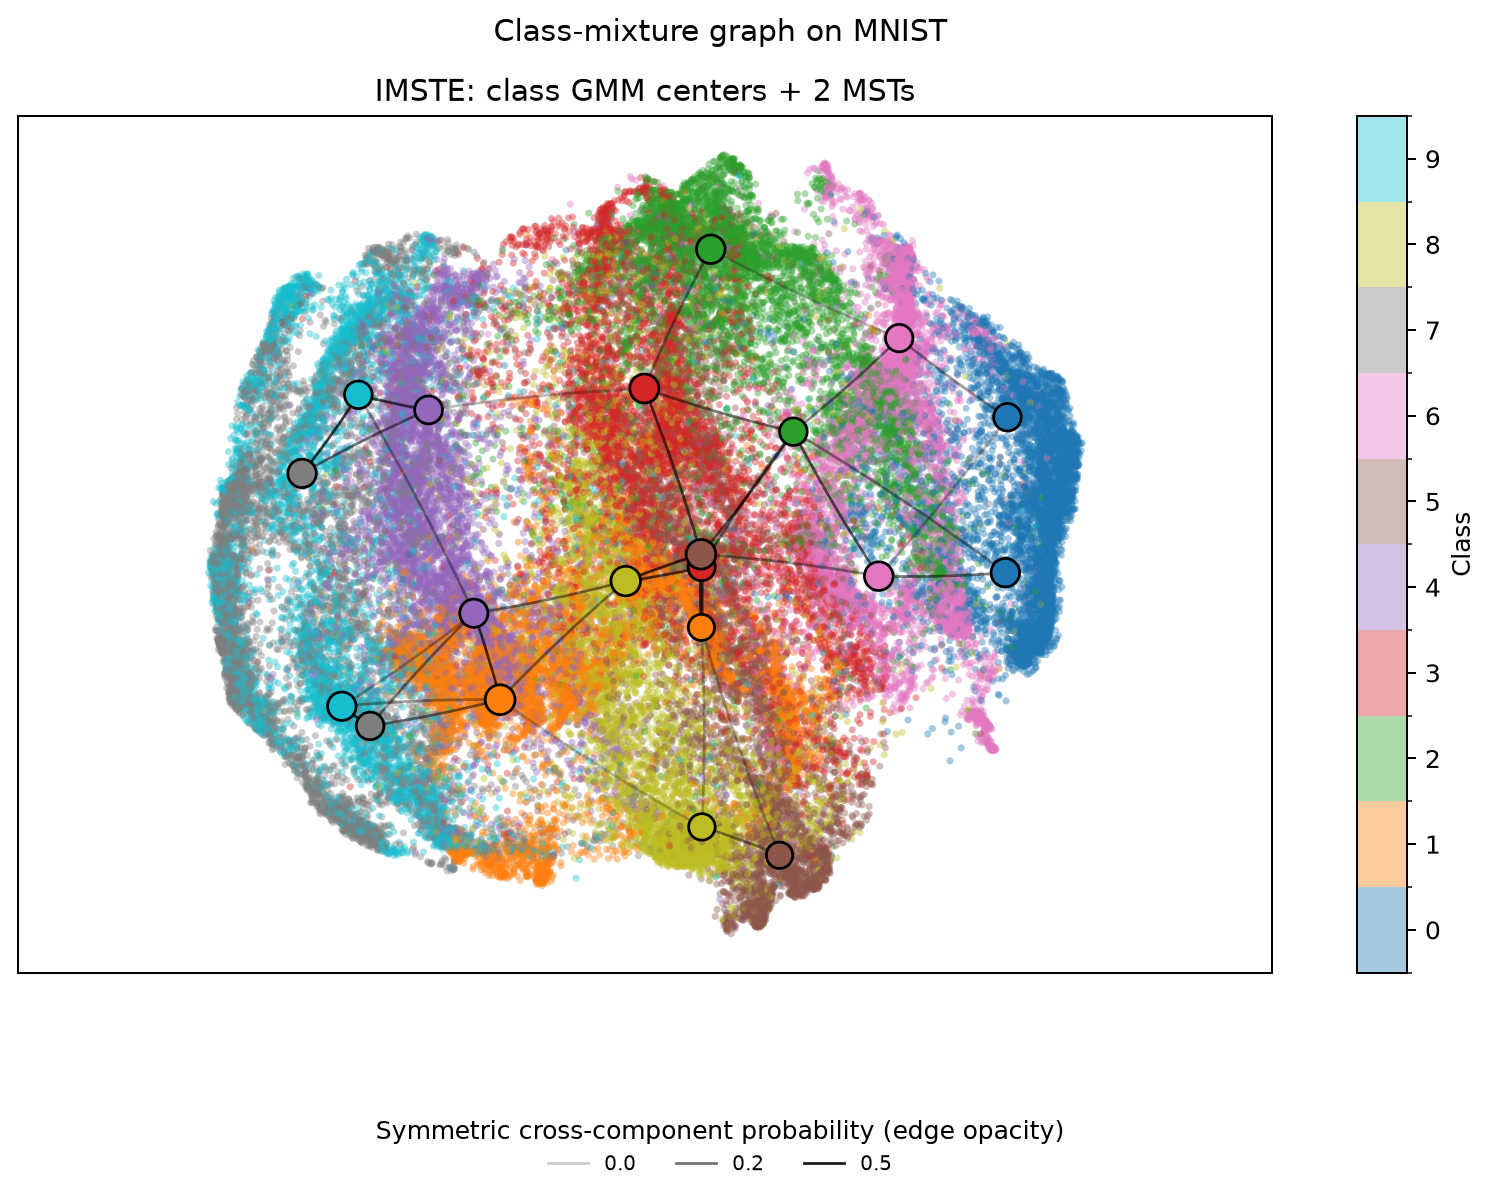 Class-mixture graph on MNIST
IMSTE: class GMM centers + 2 MSTs
9
8
7
6
5
4
3
2
1
0
Class
Symmetric cross-component probability (edge opacity)
0.0 0.2 0.5